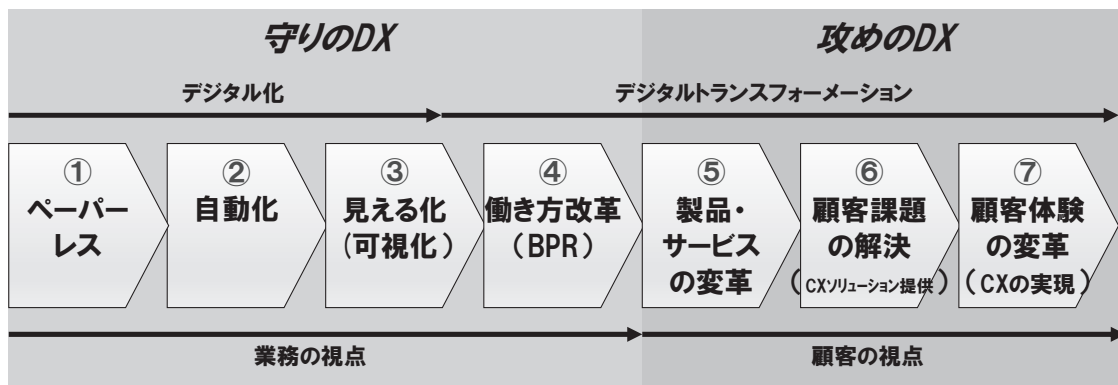 守りのDX
攻めのDX
デジタル化
デジタルトランスフォーメーション
①
ペーパー
レス
②
自動化
③
見える化
(可視化)
④
働き方改革
(BPR)
⑤
製品・
サービス
の変革
⑥
顧客課題
の解決
(CXソリューション提供)
⑦
顧客体験
の変革
(CXの実現)
業務の視点
顧客の視点